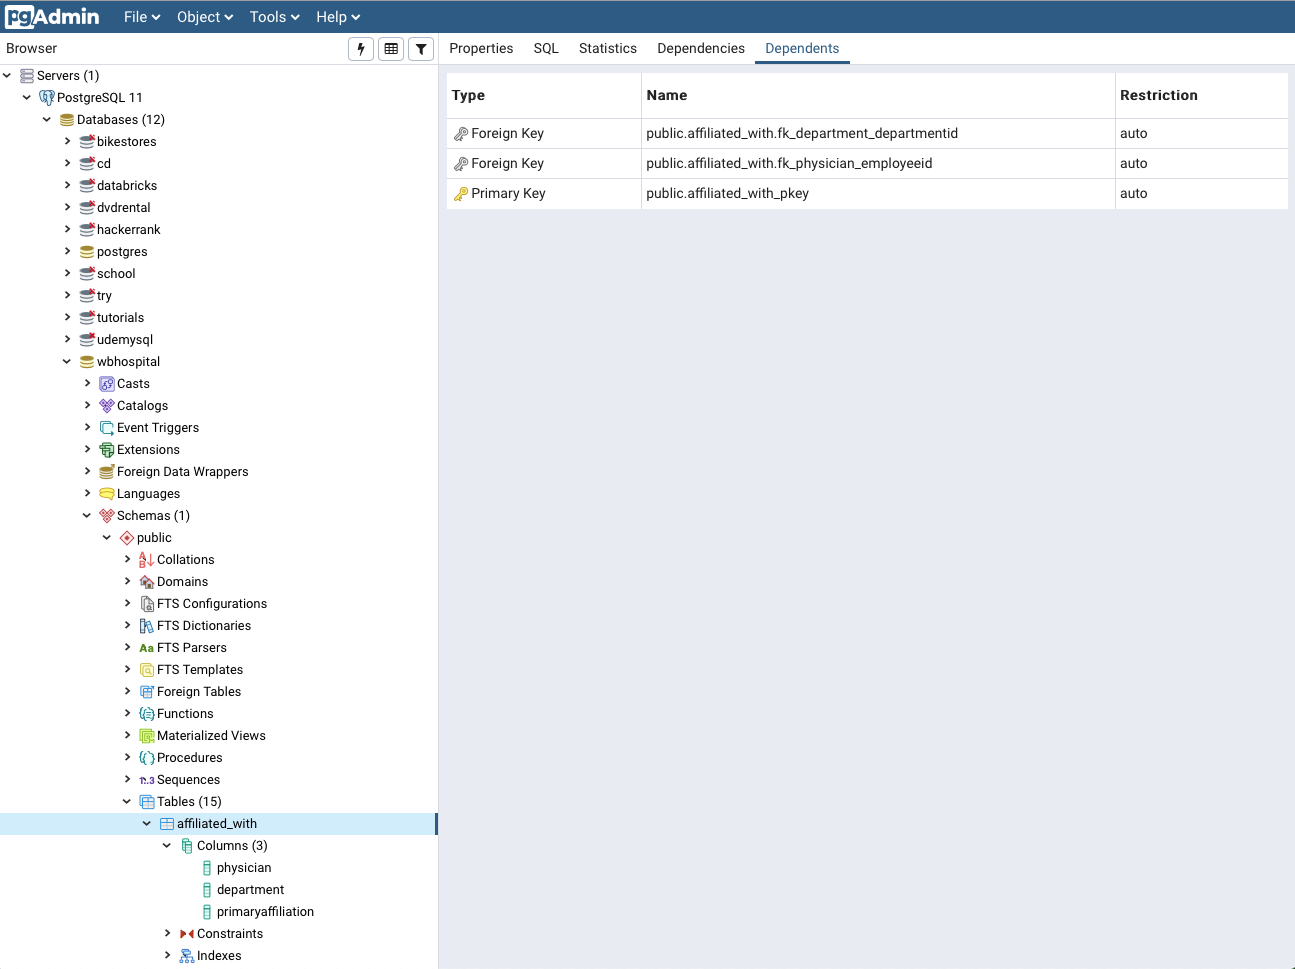 pgAdmin File Object Tools Help
Browser
Properties SQL Statistics Dependencies Dependents
Servers (1)
PostgreSQL 11
Databases (12)
bikestores
cd
databricks
dvdrental
hackerrank
postgres
school
try
tutorials
udemysql
wbhospital
Casts
Catalogs
Event Triggers
Extensions
Foreign Data Wrappers
Languages
Schemas (1)
public
Collations
Domains
FTS Configurations
FTS Dictionaries
Aa FTS Parsers
FTS Templates
Foreign Tables
Functions
Materialized Views
Procedures
1..3 Sequences
Tables (15)
affiliated_with
Columns (3)
physician
department
primaryaffiliation
Constraints
Indexes
Type Name Restriction
Foreign Key public.affiliated_with.fk_department_departmentid auto
Foreign Key public.affiliated_with.fk_physician_employeeid auto
Primary Key public.affiliated_with_pkey auto